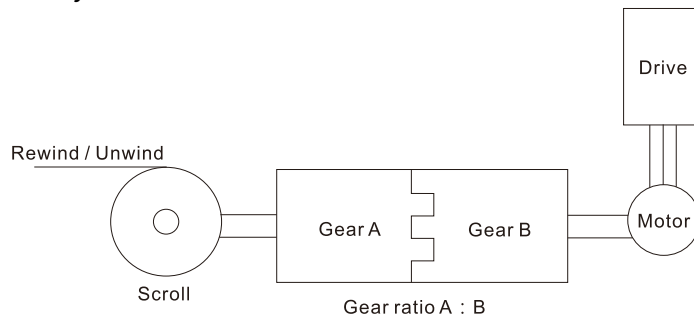 Drive
Rewind / Unwind
Gear A
Gear B
Motor
Scroll
Gear ratio A : B